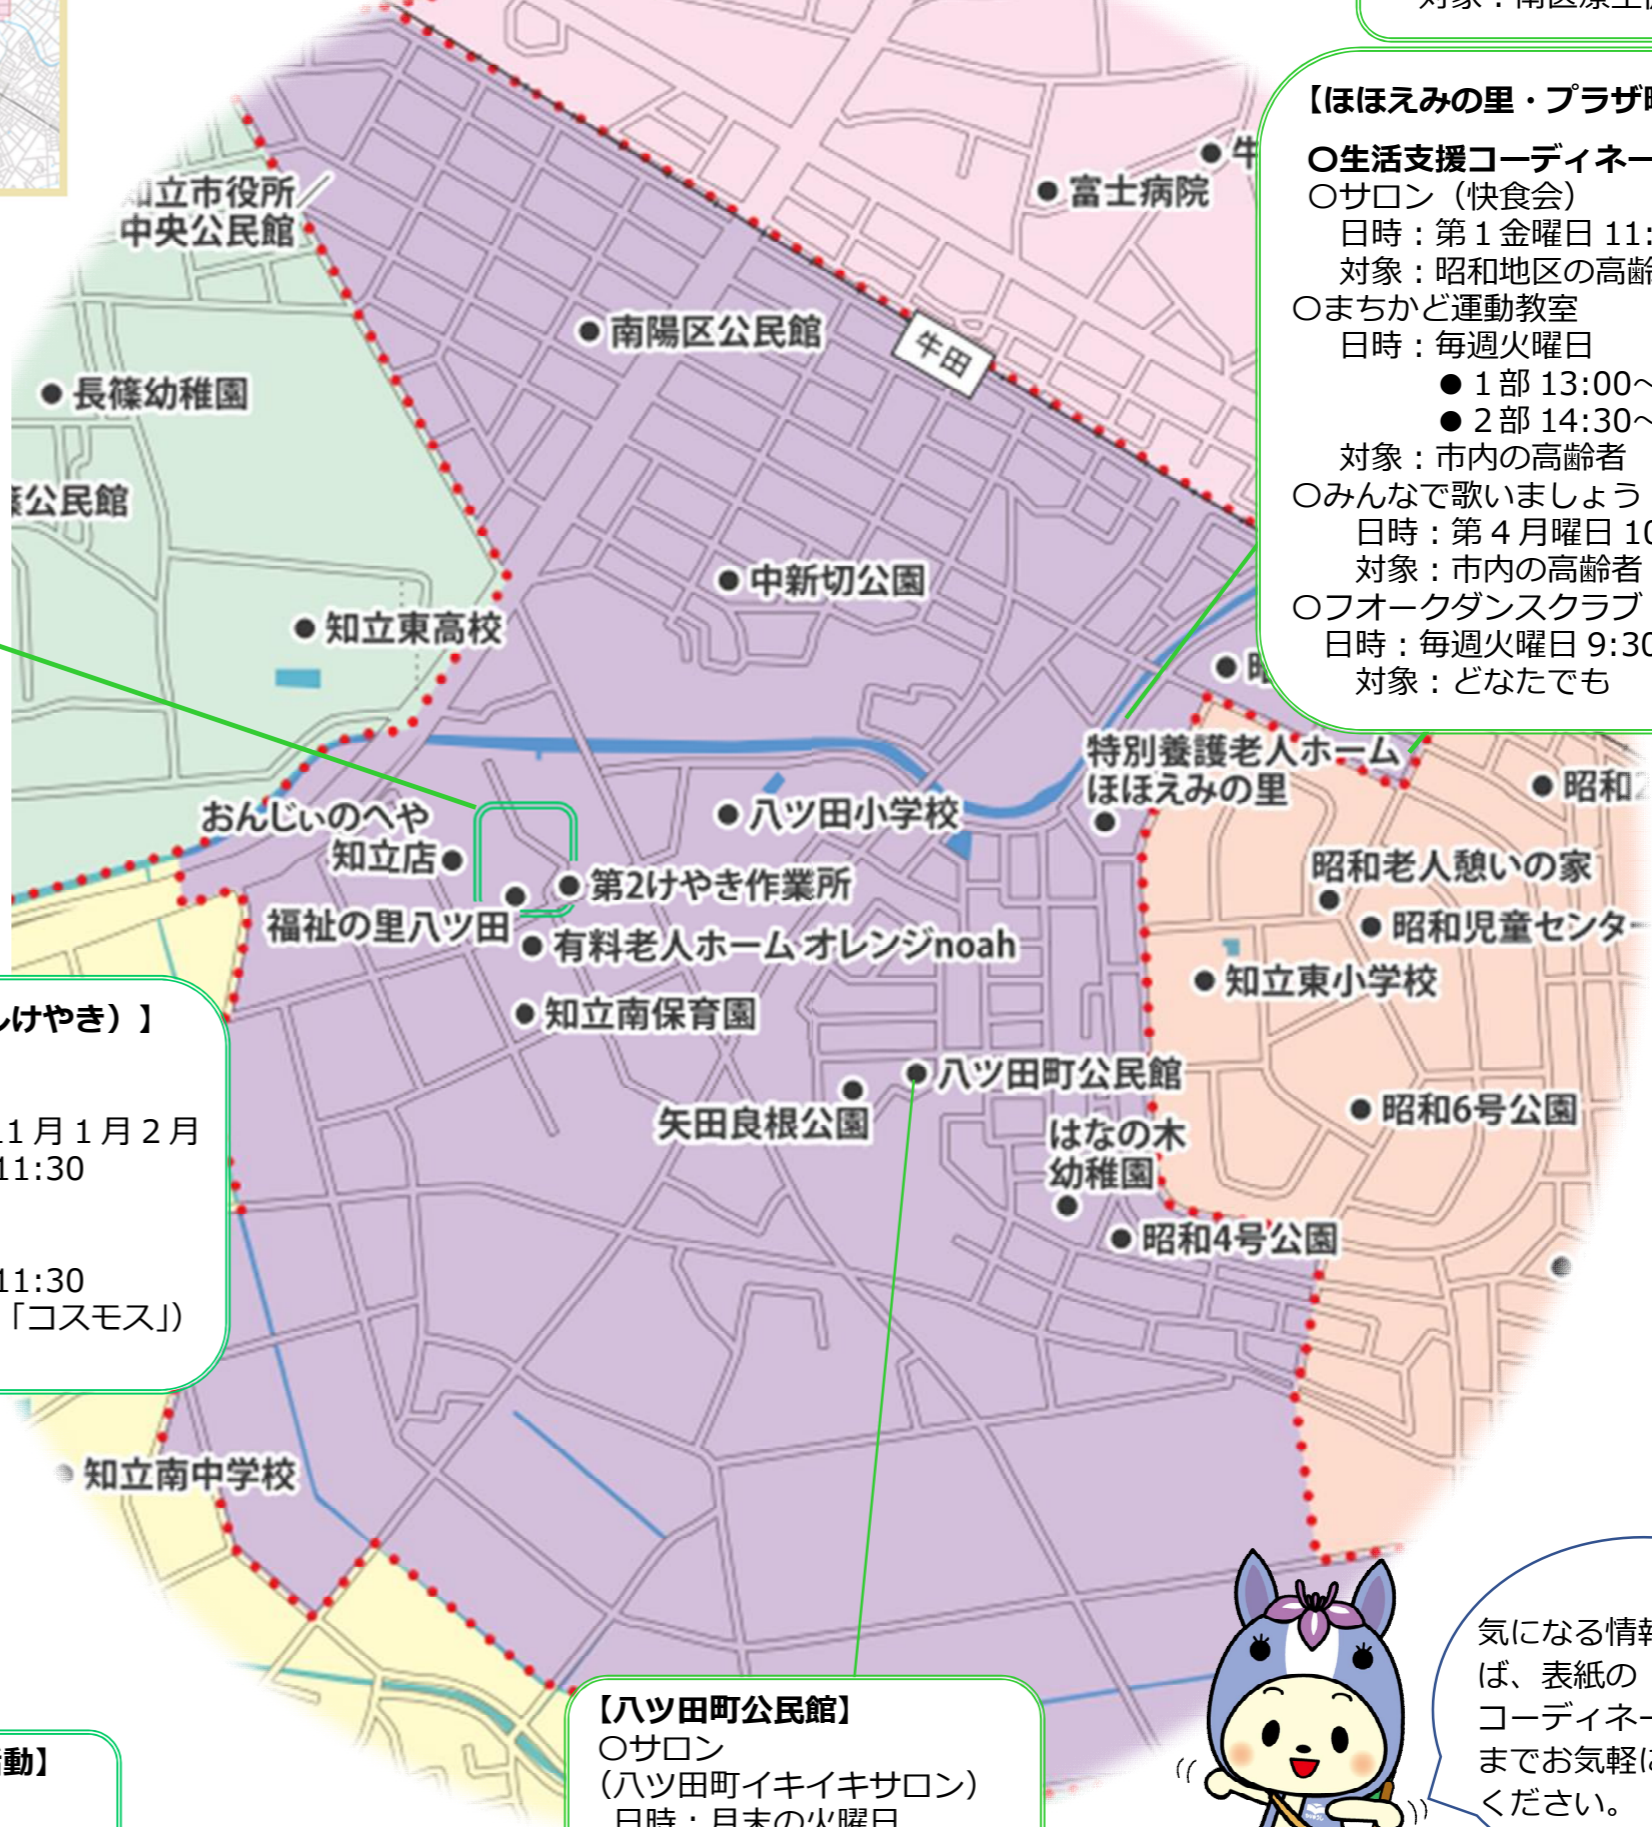 【ほほえみの里・プラザ
〇生活支援コーディネー
〇サロン（快食会）
日時：第１金曜日 11:
対象：昭和地区の高齢
〇まちかど運動教室
日時：毎週火曜日
● １部 13:00～
● ２部 14:30～
対象：市内の高齢者
〇みんなで歌いましょう
日時：第４月曜日 10
対象：市内の高齢者
〇フオークダンスクラブ
日時：毎週火曜日 9:30
対象：どなたでも
知立市役所／
中央公民館
富士病院
南陽区公民館
牛田
長篠幼稚園
公民館
中新切公園
知立東高校
特別養護老人ホーム
ほほえみの里
昭和
おんじぃのへや
知立店
八ツ田小学校
第2けやき作業所
福祉の里八ツ田
有料老人ホーム オレンジnoah
知立南保育園
昭和老人憩いの家
昭和児童センター
知立東小学校
八ツ田町公民館
矢田良根公園
はなの木
幼稚園
昭和6号公園
昭和4号公園
知立南中学校
けやき）】
1月１月２月
11:30
11:30
「コスモス」）
動】
【八ツ田町公民館】
〇サロン
（八ツ田町イキイキサロン）
日時：月末の火曜日
気になる情報
ば、表紙の
コーディネー
までお気軽に
ください。